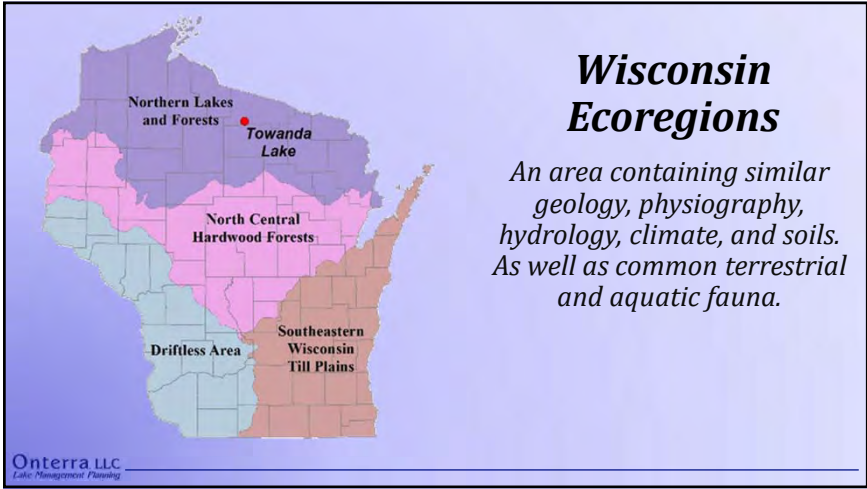 Wisconsin
Ecoregions
An area containing similar
geology, physiography,
hydrology, climate, and soils.
As well as common terrestrial
and aquatic fauna.
Northern Lakes
and Forests
Towanda
Lake
North Central
Hardwood Forests
Driftless Area
Southeastern
Wisconsin
Till Plains
Onterra LLC
Lake Management Planning